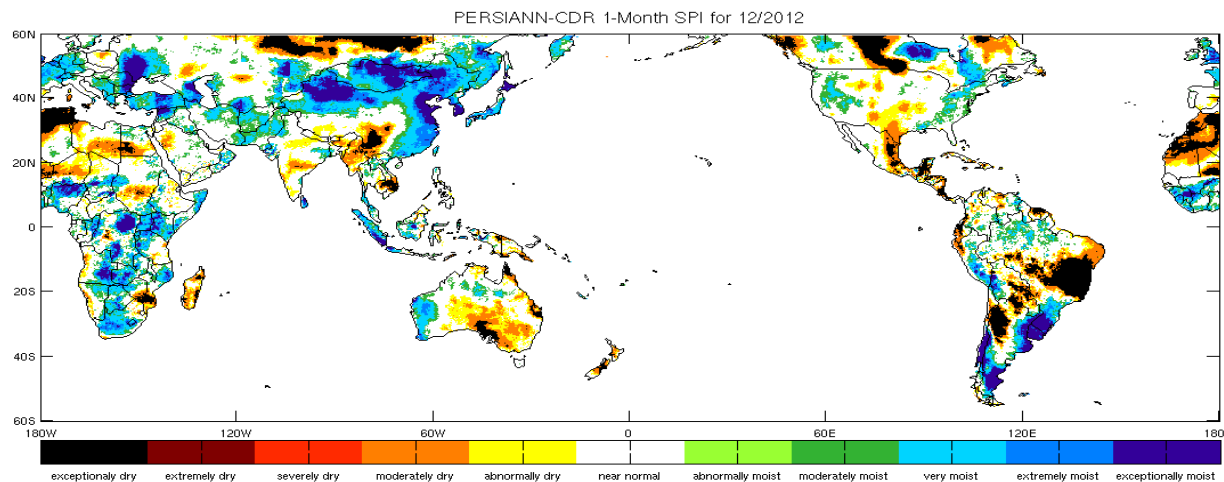 PERSIANN-CDR 1-Month SPI for 12/2012
60N
40N
20N
0
20S
40S
60S
180W 120W 60W 0 60E 120E 180
exceptionaly dry extremely dry severely dry moderately dry abnormally dry near normal abnormally moist moderately moist very moist extremely moist exceptionally moist